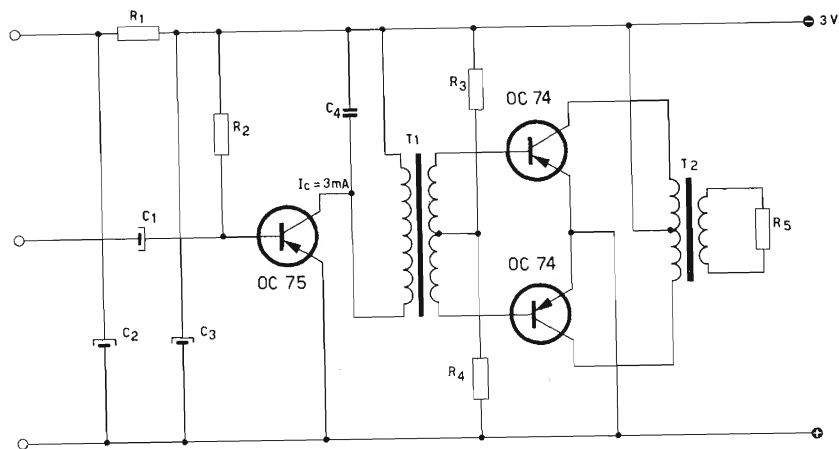 R1
3 V
R3
OC 74
R2
C4
T1
T2
Ic = 3mA
C1
R5
OC 75
OC 74
C2
C3
R4